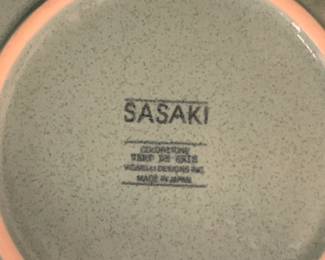 SASAKI
COLORSTONE
VIGNELLI DESIGNS INC.
MADE IN JAPAN